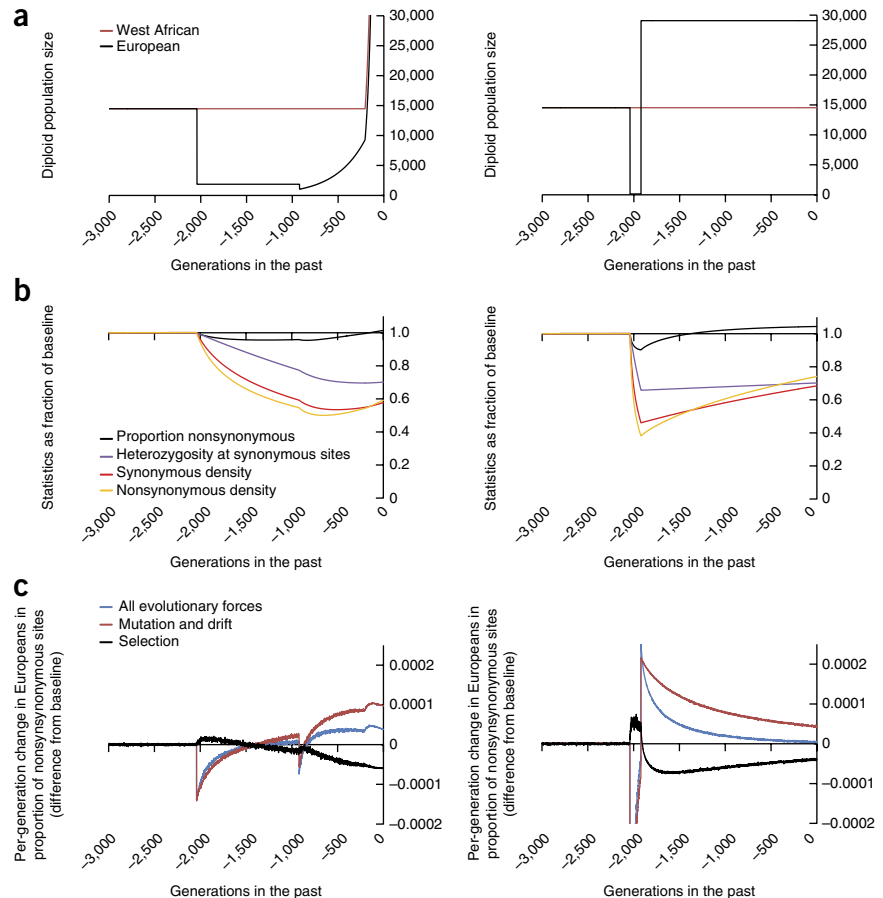 a
West African
European
Diploid population size
30,000
25,000
20,000
15,000
10,000
5,000
0
–3,000
–2,500
–2,000
–1,500
–1,000
–500
0
Generations in the past
Diploid population size
30,000
25,000
20,000
15,000
10,000
5,000
0
–3,000
–2,500
–2,000
–1,500
–1,000
–500
0
Generations in the past
b
Statistics as fraction of baseline
Proportion nonsynonymous
Heterozygosity at synonymous sites
Synonymous density
Nonsynonymous density
1.0
0.8
0.6
0.4
0.2
0
–3,000
–2,500
–2,000
–1,500
–1,000
–500
0
Generations in the past
Statistics as fraction of baseline
1.0
0.8
0.6
0.4
0.2
0
–3,000
–2,500
–2,000
–1,500
–1,000
–500
0
Generations in the past
c
All evolutionary forces
Mutation and drift
Selection
Per-generation change in Europeans in
proportion of nonsynsynonymous sites
(difference from baseline)
0.0002
0.0001
0
–0.0001
–0.0002
–3,000
–2,500
–2,000
–1,500
–1,000
–500
0
Generations in the past
Per-generation change in Europeans in
proportion of nonsynsynonymous sites
(difference from baseline)
0.0002
0.0001
0
–0.0001
–0.0002
–3,000
–2,500
–2,000
–1,500
–1,000
–500
0
Generations in the past